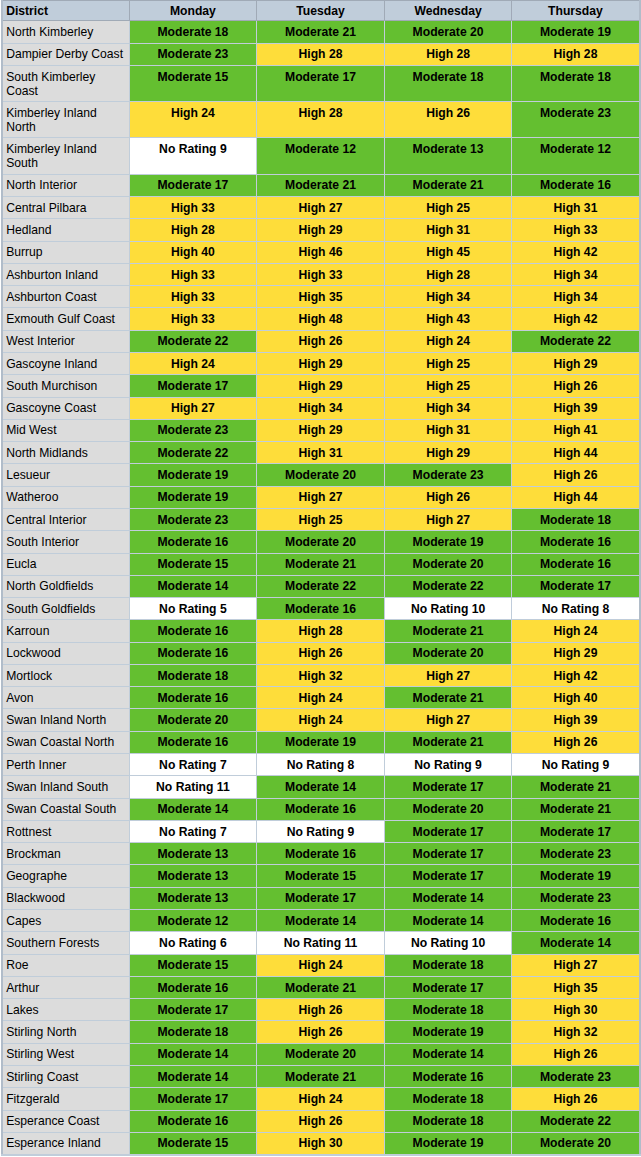 District Monday Tuesday Wednesday Thursday
North Kimberley Moderate 18 Moderate 21 Moderate 20 Moderate 19
Dampier Derby Coast Moderate 23 High 28 High 28 High 28
South Kimberley Moderate 15 Moderate 17 Moderate 18 Moderate 18
Coast
Kimberley Inland High 24 High 28 High 26 Moderate 23
North
Kimberley Inland No Rating 9 Moderate 12 Moderate 13 Moderate 12
South
North Interior Moderate 17 Moderate 21 Moderate 21 Moderate 16
Central Pilbara High 33 High 27 High 25 High 31
Hedland High 28 High 29 High 31 High 33
Burrup High 40 High 46 High 45 High 42
Ashburton Inland High 33 High 33 High 28 High 34
Ashburton Coast High 33 High 35 High 34 High 34
Exmouth Gulf Coast High 33 High 48 High 43 High 42
West Interior Moderate 22 High 26 High 24 Moderate 22
Gascoyne Inland High 24 High 29 High 25 High 29
South Murchison Moderate 17 High 29 High 25 High 26
Gascoyne Coast High 27 High 34 High 34 High 39
Mid West Moderate 23 High 29 High 31 High 41
North Midlands Moderate 22 High 31 High 29 High 44
Lesueur Moderate 19 Moderate 20 Moderate 23 High 26
Watheroo Moderate 19 High 27 High 26 High 44
Central Interior Moderate 23 High 25 High 27 Moderate 18
South Interior Moderate 16 Moderate 20 Moderate 19 Moderate 16
Eucla Moderate 15 Moderate 21 Moderate 20 Moderate 16
North Goldfields Moderate 14 Moderate 22 Moderate 22 Moderate 17
South Goldfields No Rating 5 Moderate 16 No Rating 10 No Rating 8
Karroun Moderate 16 High 28 Moderate 21 High 24
Lockwood Moderate 16 High 26 Moderate 20 High 29
Mortlock Moderate 18 High 32 High 27 High 42
Avon Moderate 16 High 24 Moderate 21 High 40
Swan Inland North Moderate 20 High 24 High 27 High 39
Swan Coastal North Moderate 16 Moderate 19 Moderate 21 High 26
Perth Inner No Rating 7 No Rating 8 No Rating 9 No Rating 9
Swan Inland South No Rating 11 Moderate 14 Moderate 17 Moderate 21
Swan Coastal South Moderate 14 Moderate 16 Moderate 20 Moderate 21
Rottnest No Rating 7 No Rating 9 Moderate 17 Moderate 17
Brockman Moderate 13 Moderate 16 Moderate 17 Moderate 23
Geographe Moderate 13 Moderate 15 Moderate 17 Moderate 19
Blackwood Moderate 13 Moderate 17 Moderate 14 Moderate 23
Capes Moderate 12 Moderate 14 Moderate 14 Moderate 16
Southern Forests No Rating 6 No Rating 11 No Rating 10 Moderate 14
Roe Moderate 15 High 24 Moderate 18 High 27
Arthur Moderate 16 Moderate 21 Moderate 17 High 35
Lakes Moderate 17 High 26 Moderate 18 High 30
Stirling North Moderate 18 High 26 Moderate 19 High 32
Stirling West Moderate 14 Moderate 20 Moderate 14 High 26
Stirling Coast Moderate 14 Moderate 21 Moderate 16 Moderate 23
Fitzgerald Moderate 17 High 24 Moderate 18 High 26
Esperance Coast Moderate 16 High 26 Moderate 18 Moderate 22
Esperance Inland Moderate 15 High 30 Moderate 19 Moderate 20